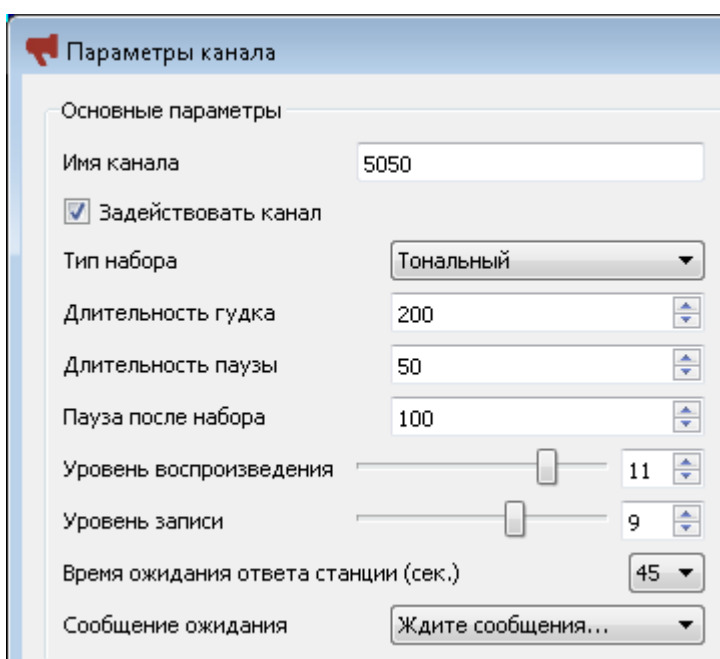 Параметры канала
Основные параметры
Имя канала 5050
Задействовать канал
Тип набора Тональный
Длительность гудка 200
Длительность паузы 50
Пауза после набора 100
Уровень воспроизведения 11
Уровень записи 9
Время ожидания ответа станции (сек.) 45
Сообщение ожидания Ждите сообщения...